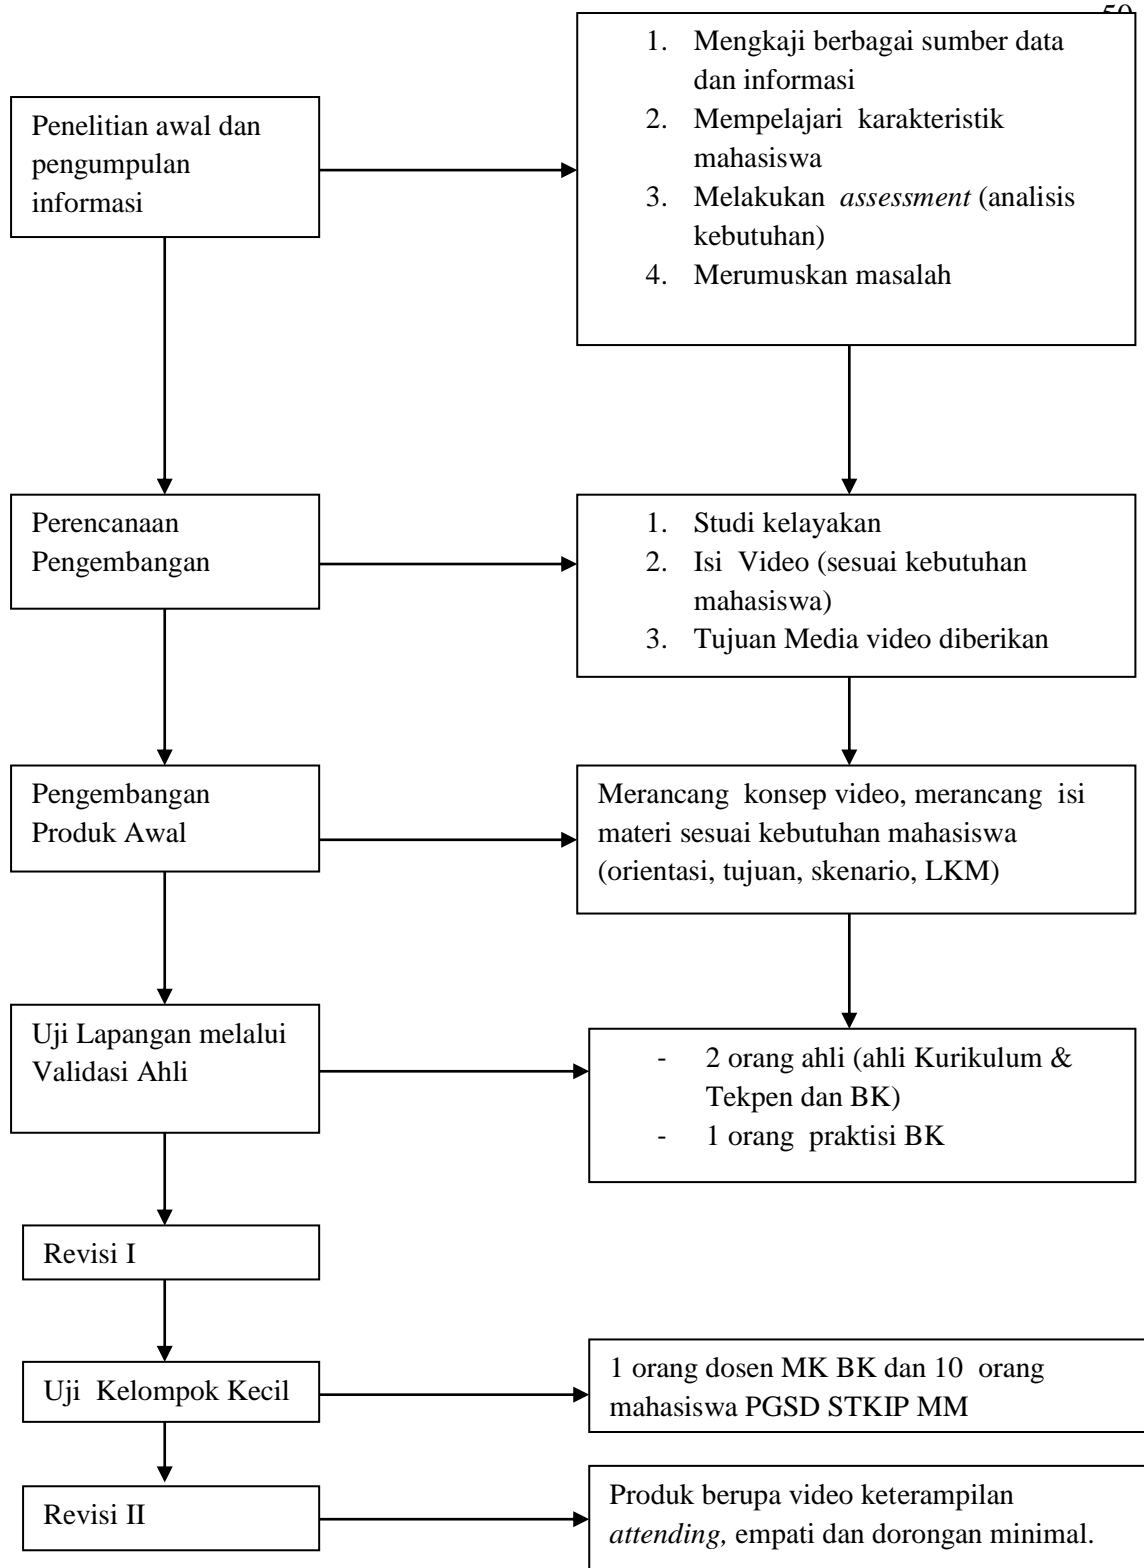 50
1. Mengkaji berbagai sumber data
dan informasi
2. Mempelajari karakteristik
mahasiswa
3. Melakukan assessment (analisis
kebutuhan)
4. Merumuskan masalah
Penelitian awal dan
pengumpulan
informasi
Perencanaan
Pengembangan
1. Studi kelayakan
2. Isi Video (sesuai kebutuhan
mahasiswa)
3. Tujuan Media video diberikan
Pengembangan
Produk Awal
Merancang konsep video, merancang isi
materi sesuai kebutuhan mahasiswa
(orientasi, tujuan, skenario, LKM)
Uji Lapangan melalui
Validasi Ahli
- 2 orang ahli (ahli Kurikulum &
Tekpen dan BK)
- 1 orang praktisi BK
Revisi I
Uji Kelompok Kecil
1 orang dosen MK BK dan 10 orang
mahasiswa PGSD STKIP MM
Revisi II
Produk berupa video keterampilan
attending, empati dan dorongan minimal.